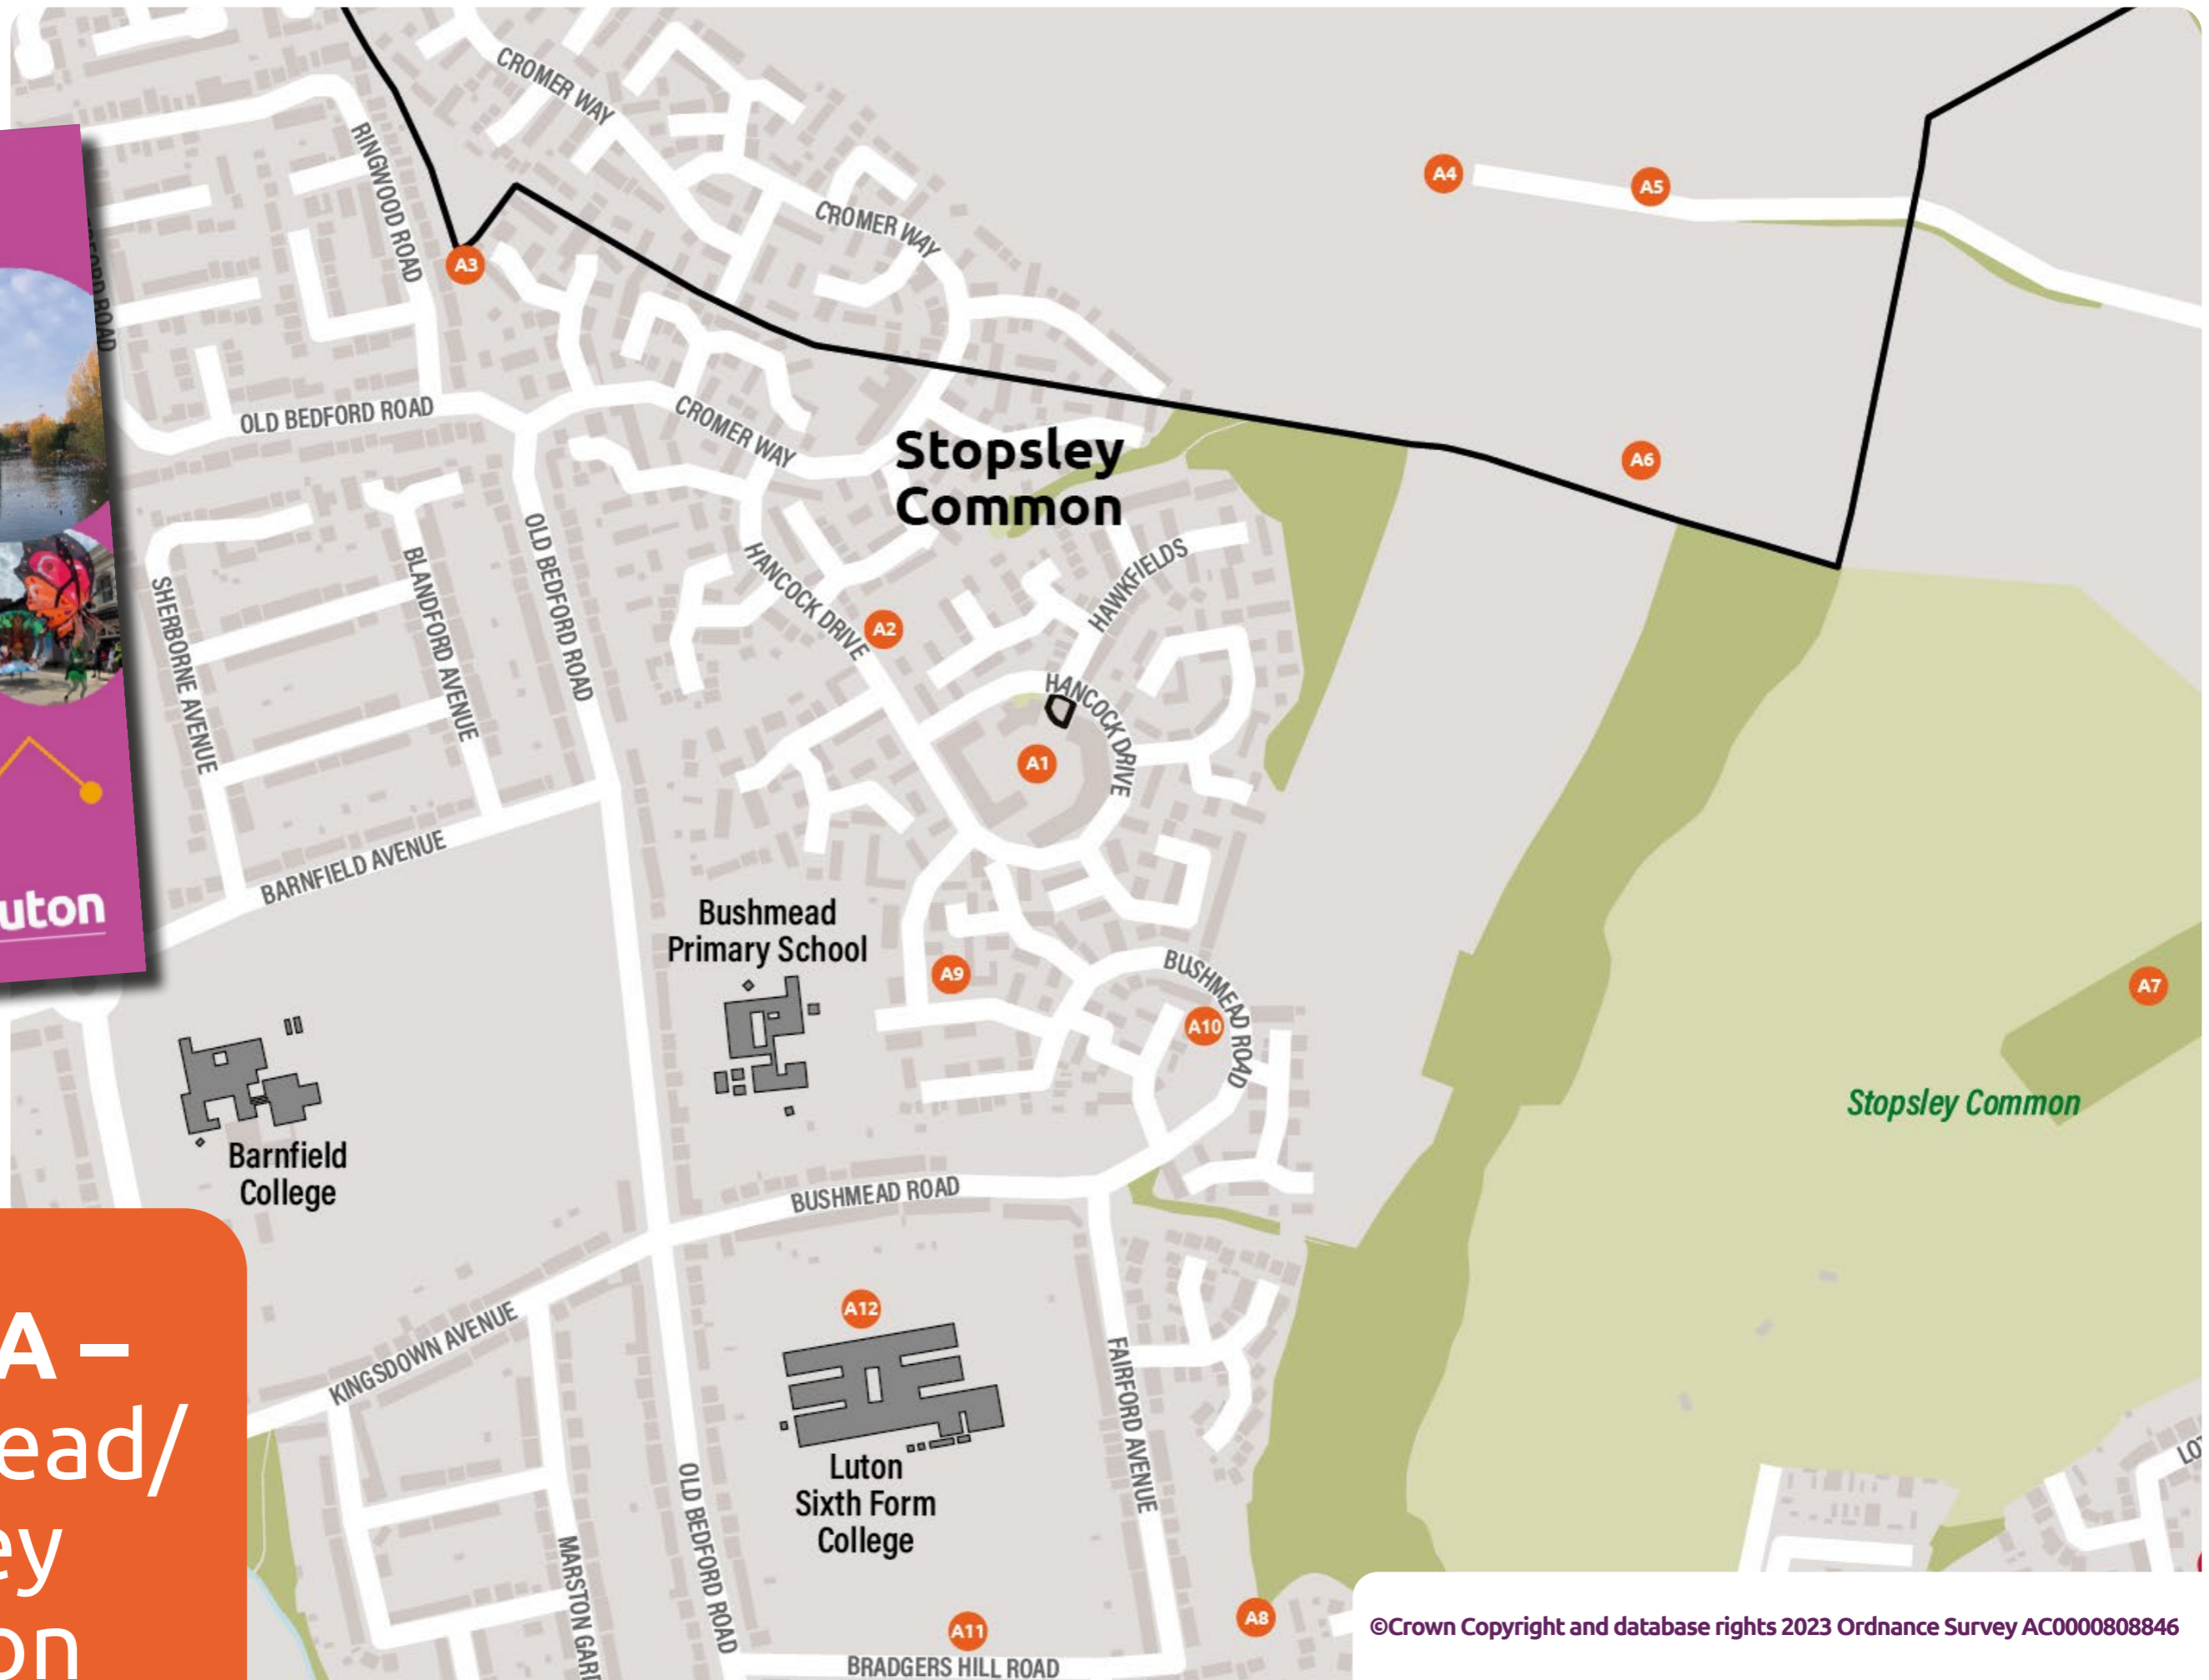 CROMER WAY
RINGWOOD ROAD
CROMER WAY
A4
A5
A3
OLD BEDFORD ROAD
CROMER WAY
Stopsley
Common
A6
OLD BEDFORD ROAD
HANCOCK DRIVE
HAWKFIELDS
BLANDFORD AVENUE
SHERBORNE AVENUE
A2
HANCOCK DRIVE
A1
BARNFIELD AVENUE
uton
Bushmead
Primary School
A9
BUSHMEAD ROAD
A10
A7
Stopsley Common
Barnfield
College
BUSHMEAD ROAD
A12
KINGSDOWN AVENUE
FAIRFORD AVENUE
A –
ead/
ey
on
Luton
Sixth Form
College
OLD BEDFORD ROAD
MARSTON GAR
A11
A8
BRADGERS HILL ROAD
©Crown Copyright and database rights 2023 Ordnance Survey AC0000808846